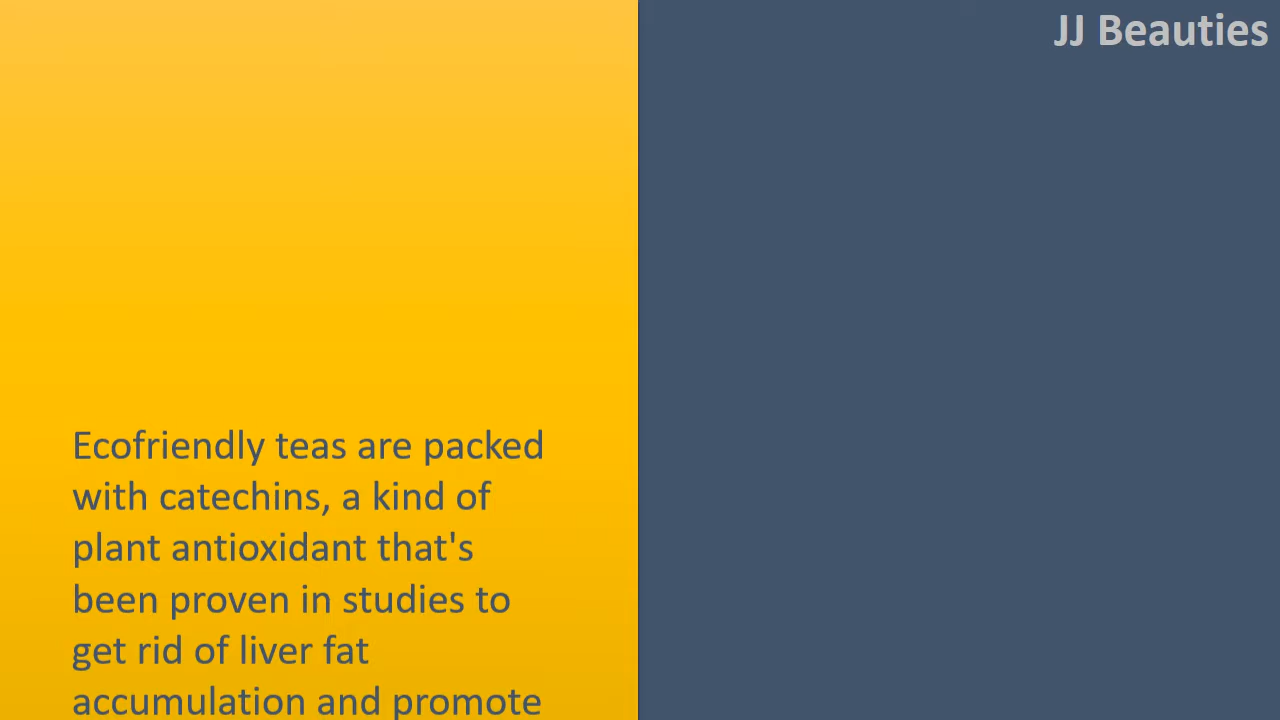 JJ Beauties
Ecofriendly teas are packed
with catechins, a kind of
plant antioxidant that's
been proven in studies to
get rid of liver fat
accumulation and promote